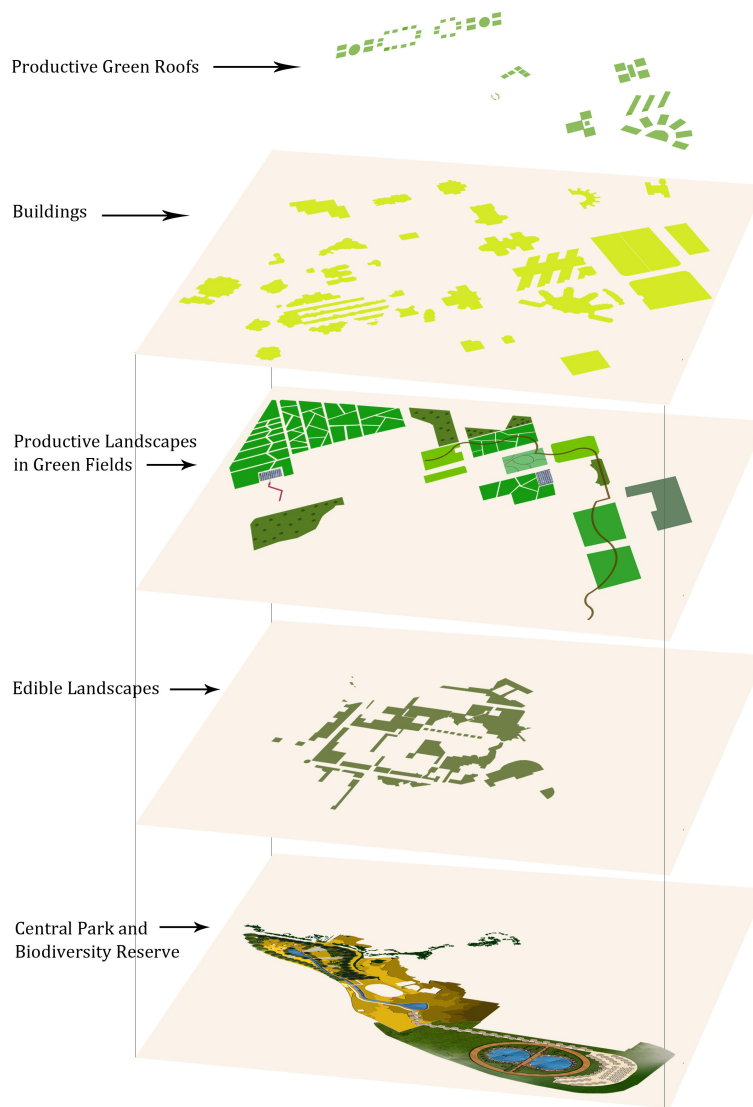 Productive Green Roofs
Buildings
Productive Landscapes
in Green Fields
Edible Landscapes
Central Park and
Biodiversity Reserve